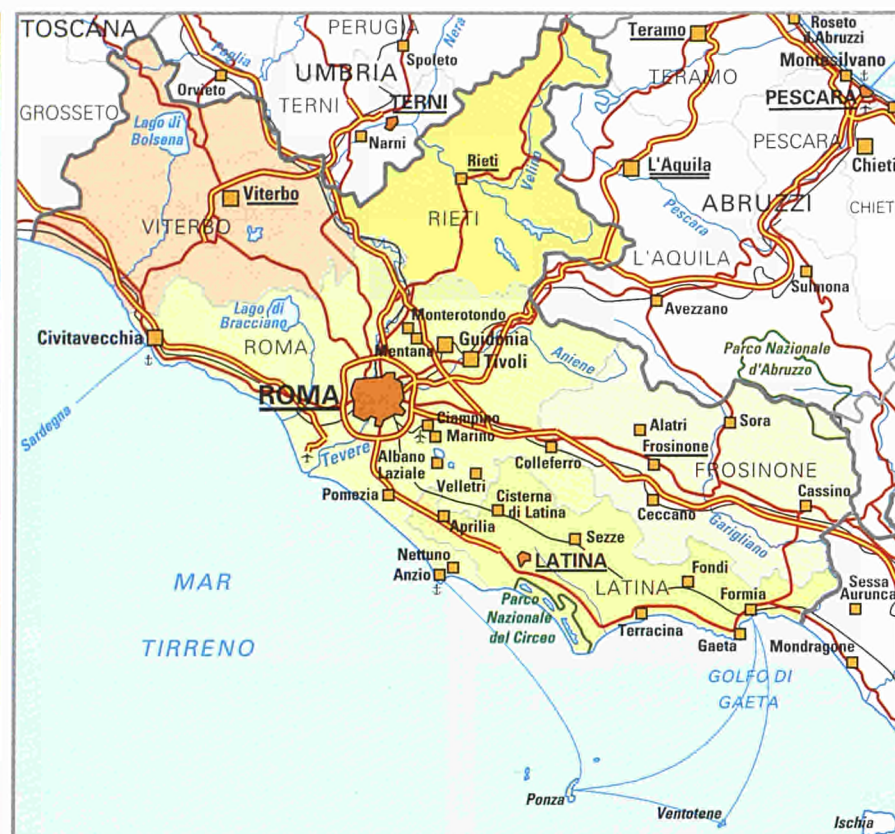 TOSCANA
PERUGIA
Nera
Spoleto
Teramo
Roseto
d'Abruzzi
Montesilvano
UMBRIA
TERAMO
Orvieto
TERNI
TERNI
PESCARA
GROSSETO
Lago di
Bolsena
Narni
Rieti
Velino
L'Aquila
PESCARA
Chieti
Viterbo
VITERBO
RIETI
Pescara
ABRUZZI
CHIET
L'AQUILA
Sulmona
Avezzano
Lago di
Bracciano
Monterotondo
Civitavecchia
ROMA
Mentana
Guidonia
Tivoli
Aniene
Parco Nazionale
d'Abruzzo
Sardegna
ROMA
Ciampino
Marino
Alatri
Sora
Tevere
Albano
Laziale
Velletri
Colleferro
Frosinone
FROSINONE
Pomezia
Cisterna
di Latina
Ceccano
Cassino
Aprilia
Garigliano
Sezze
Nettuno
Anzio
LATINA
LATINA
Fondi
Formia
Sessa
Aurunca
MAR
TIRRENO
Parco
Nazionale
del Circeo
Terracina
Gaeta
Mondragone
GOLFO DI
GAETA
Ponza
Ventotene
Ischia